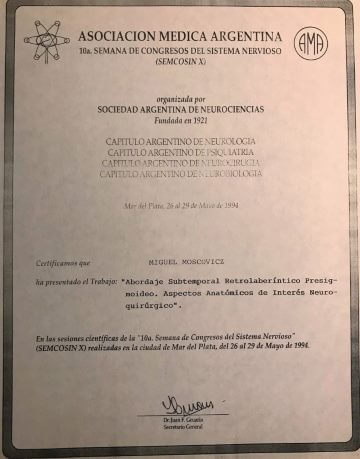 ASOCIACION MEDICA ARGENTINA
10a. SEMANA DE CONGRESOS DEL SISTEMA NERVIOSO
(SEMCOSIN X)
AMA
organizada por
SOCIEDAD ARGENTINA DE NEUROCIENCIAS
Fundada en 1921
CAPITULO ARGENTINO DE NEUROLOGIA
CAPITULO ARGENTINO DE PSIQUIATRIA
CAPITULO ARGENTINO DE NEUROCIRUGIA
CAPITULO ARGENTINO DE NEUROBIOLOGIA
Mar del Plata, 26 al 29 de Mayo de 1994
Certificamos que MIGUEL MOSCOVICZ
ha presentado el Trabajo: "Abordaje Subtemporal Retrolaberíntico Presig-
moideo. Aspectos Anatómicos de Interés Neuro-
quirúrgico".
En las sesiones científicas de la "10a. Semana de Congresos del Sistema Nervioso"
(SEMCOSIN X) realizadas en la ciudad de Mar del Plata, del 26 al 29 de Mayo de 1994.
Dr. Juan F.
Secretario General